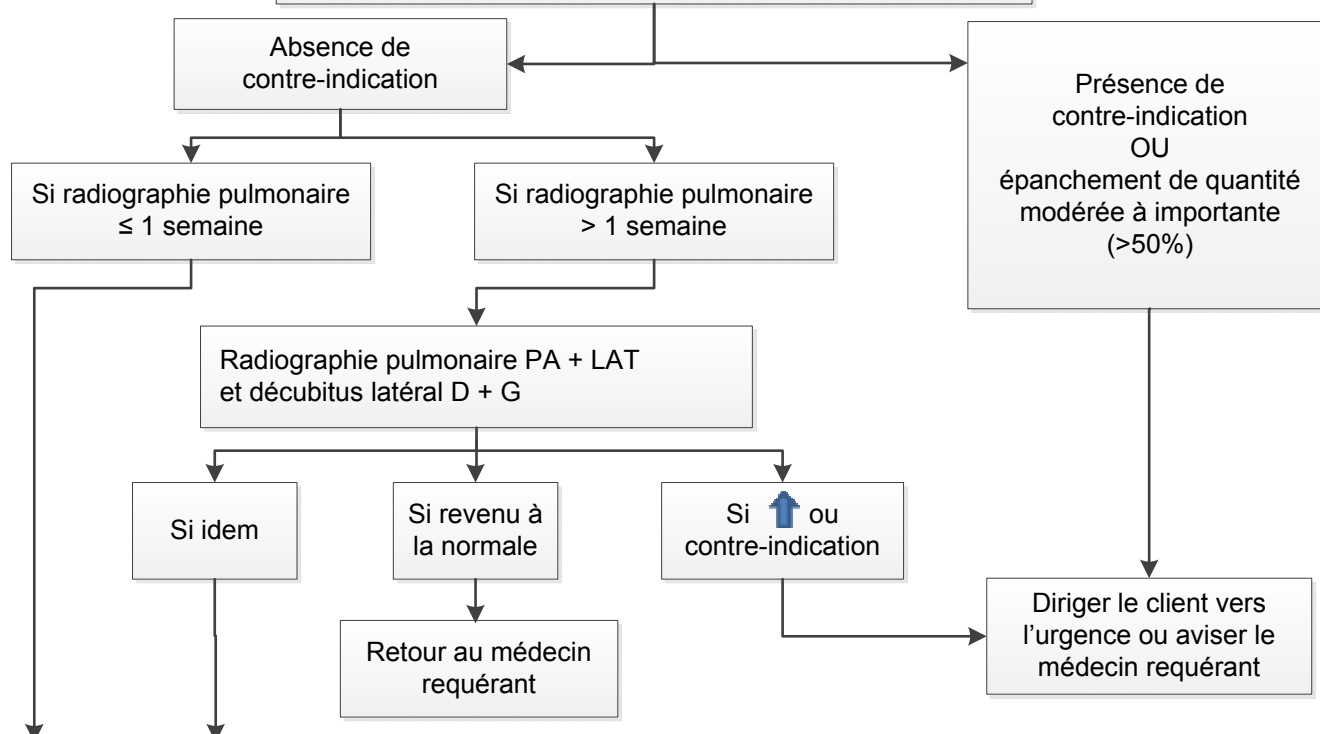 Absence de
contre-indication
Présence de
contre-indication
OU
épanchement de quantité
modérée à importante
(>50%)
Si radiographie pulmonaire
≤ 1 semaine
Si radiographie pulmonaire
> 1 semaine
Radiographie pulmonaire PA + LAT
et décubitus latéral D + G
Si idem
Si revenu à
la normale
Si ou
contre-indication
Retour au médecin
requérant
Diriger le client vers
l’urgence ou aviser le
médecin requérant